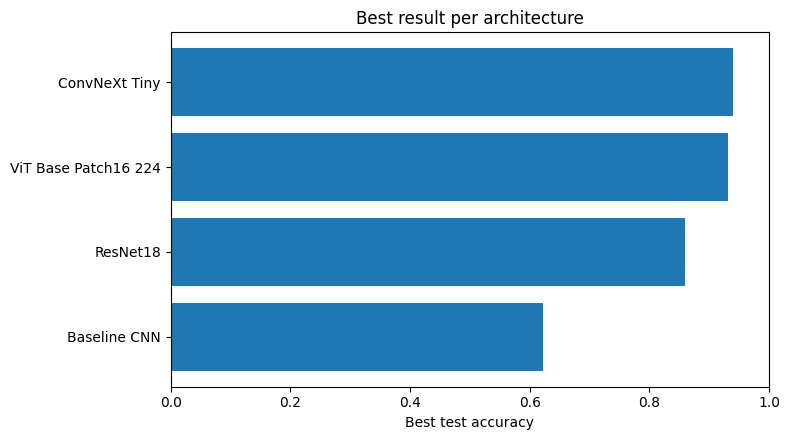 Best result per architecture
ConvNeXt Tiny
ViT Base Patch16 224
ResNet18
Baseline CNN
0.0 0.2 0.4 0.6 0.8 1.0
Best test accuracy